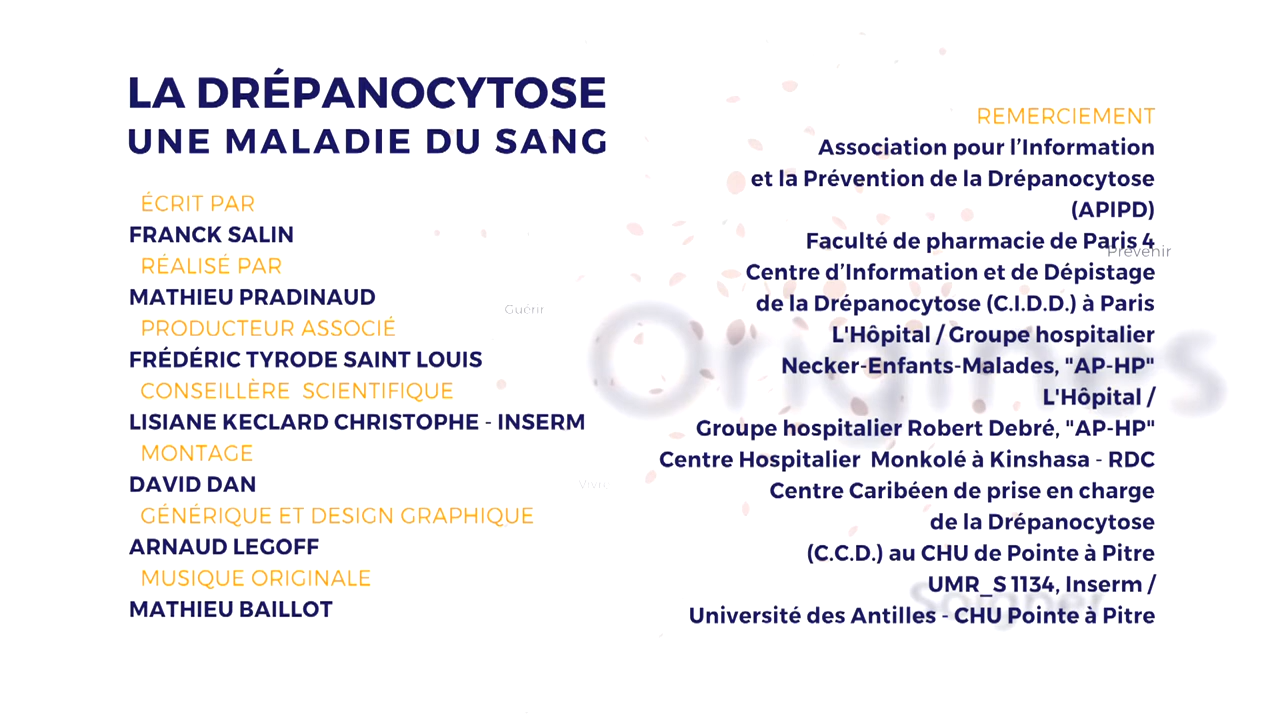 LA DRÉPANOCYTOSE
UNE MALADIE DU SANG
ÉCRIT PAR
FRANCK SALIN
RÉALISÉ PAR
MATHIEU PRADINAUD
PRODUCTEUR ASSOCIÉ
FRÉDÉRIC TYRODE SAINT LOUIS
CONSEILLÈRE SCIENTIFIQUE
LISIANE KECLARD CHRISTOPHE - INSERM
MONTAGE
DAVID DAN
GÉNÉRIQUE ET DESIGN GRAPHIQUE
ARNAUD LEGOFF
MUSIQUE ORIGINALE
MATHIEU BAILLOT
REMERCIEMENT
Association pour l’Information
et la Prévention de la Drépanocytose
(APIPD)
Faculté de pharmacie de Paris 4
Centre d’Information et de Dépistage
de la Drépanocytose (C.I.D.D.) à Paris
L'Hôpital / Groupe hospitalier
Necker-Enfants-Malades, "AP-HP"
L'Hôpital /
Groupe hospitalier Robert Debré, "AP-HP"
Centre Hospitalier Monkolé à Kinshasa - RDC
Centre Caribéen de prise en charge
de la Drépanocytose
(C.C.D.) au CHU de Pointe à Pitre
UMR_S 1134, Inserm /
Université des Antilles - CHU Pointe à Pitre
Prévenir
Guérir
Origines
Vivre
Soigner